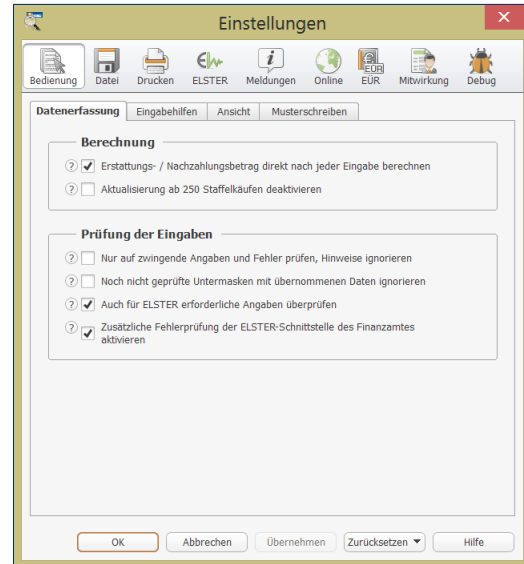 Einstellungen
Bedienung Datei Drucken ELSTER Meldungen Online EÜR Mitwirkung Debug
Datenerfassung Eingabehilfen Ansicht Musterschreiben
Berechnung
Erstattungs- / Nachzahlungsbetrag direkt nach jeder Eingabe berechnen
Aktualisierung ab 250 Staffelkäufen deaktivieren
Prüfung der Eingaben
Nur auf zwingende Angaben und Fehler prüfen, Hinweise ignorieren
Noch nicht geprüfte Untermasken mit übernommenen Daten ignorieren
Auch für ELSTER erforderliche Angaben überprüfen
Zusätzliche Fehlerprüfung der ELSTER-Schnittstelle des Finanzamtes
aktivieren
OK Abbrechen Übernehmen Zurücksetzen Hilfe